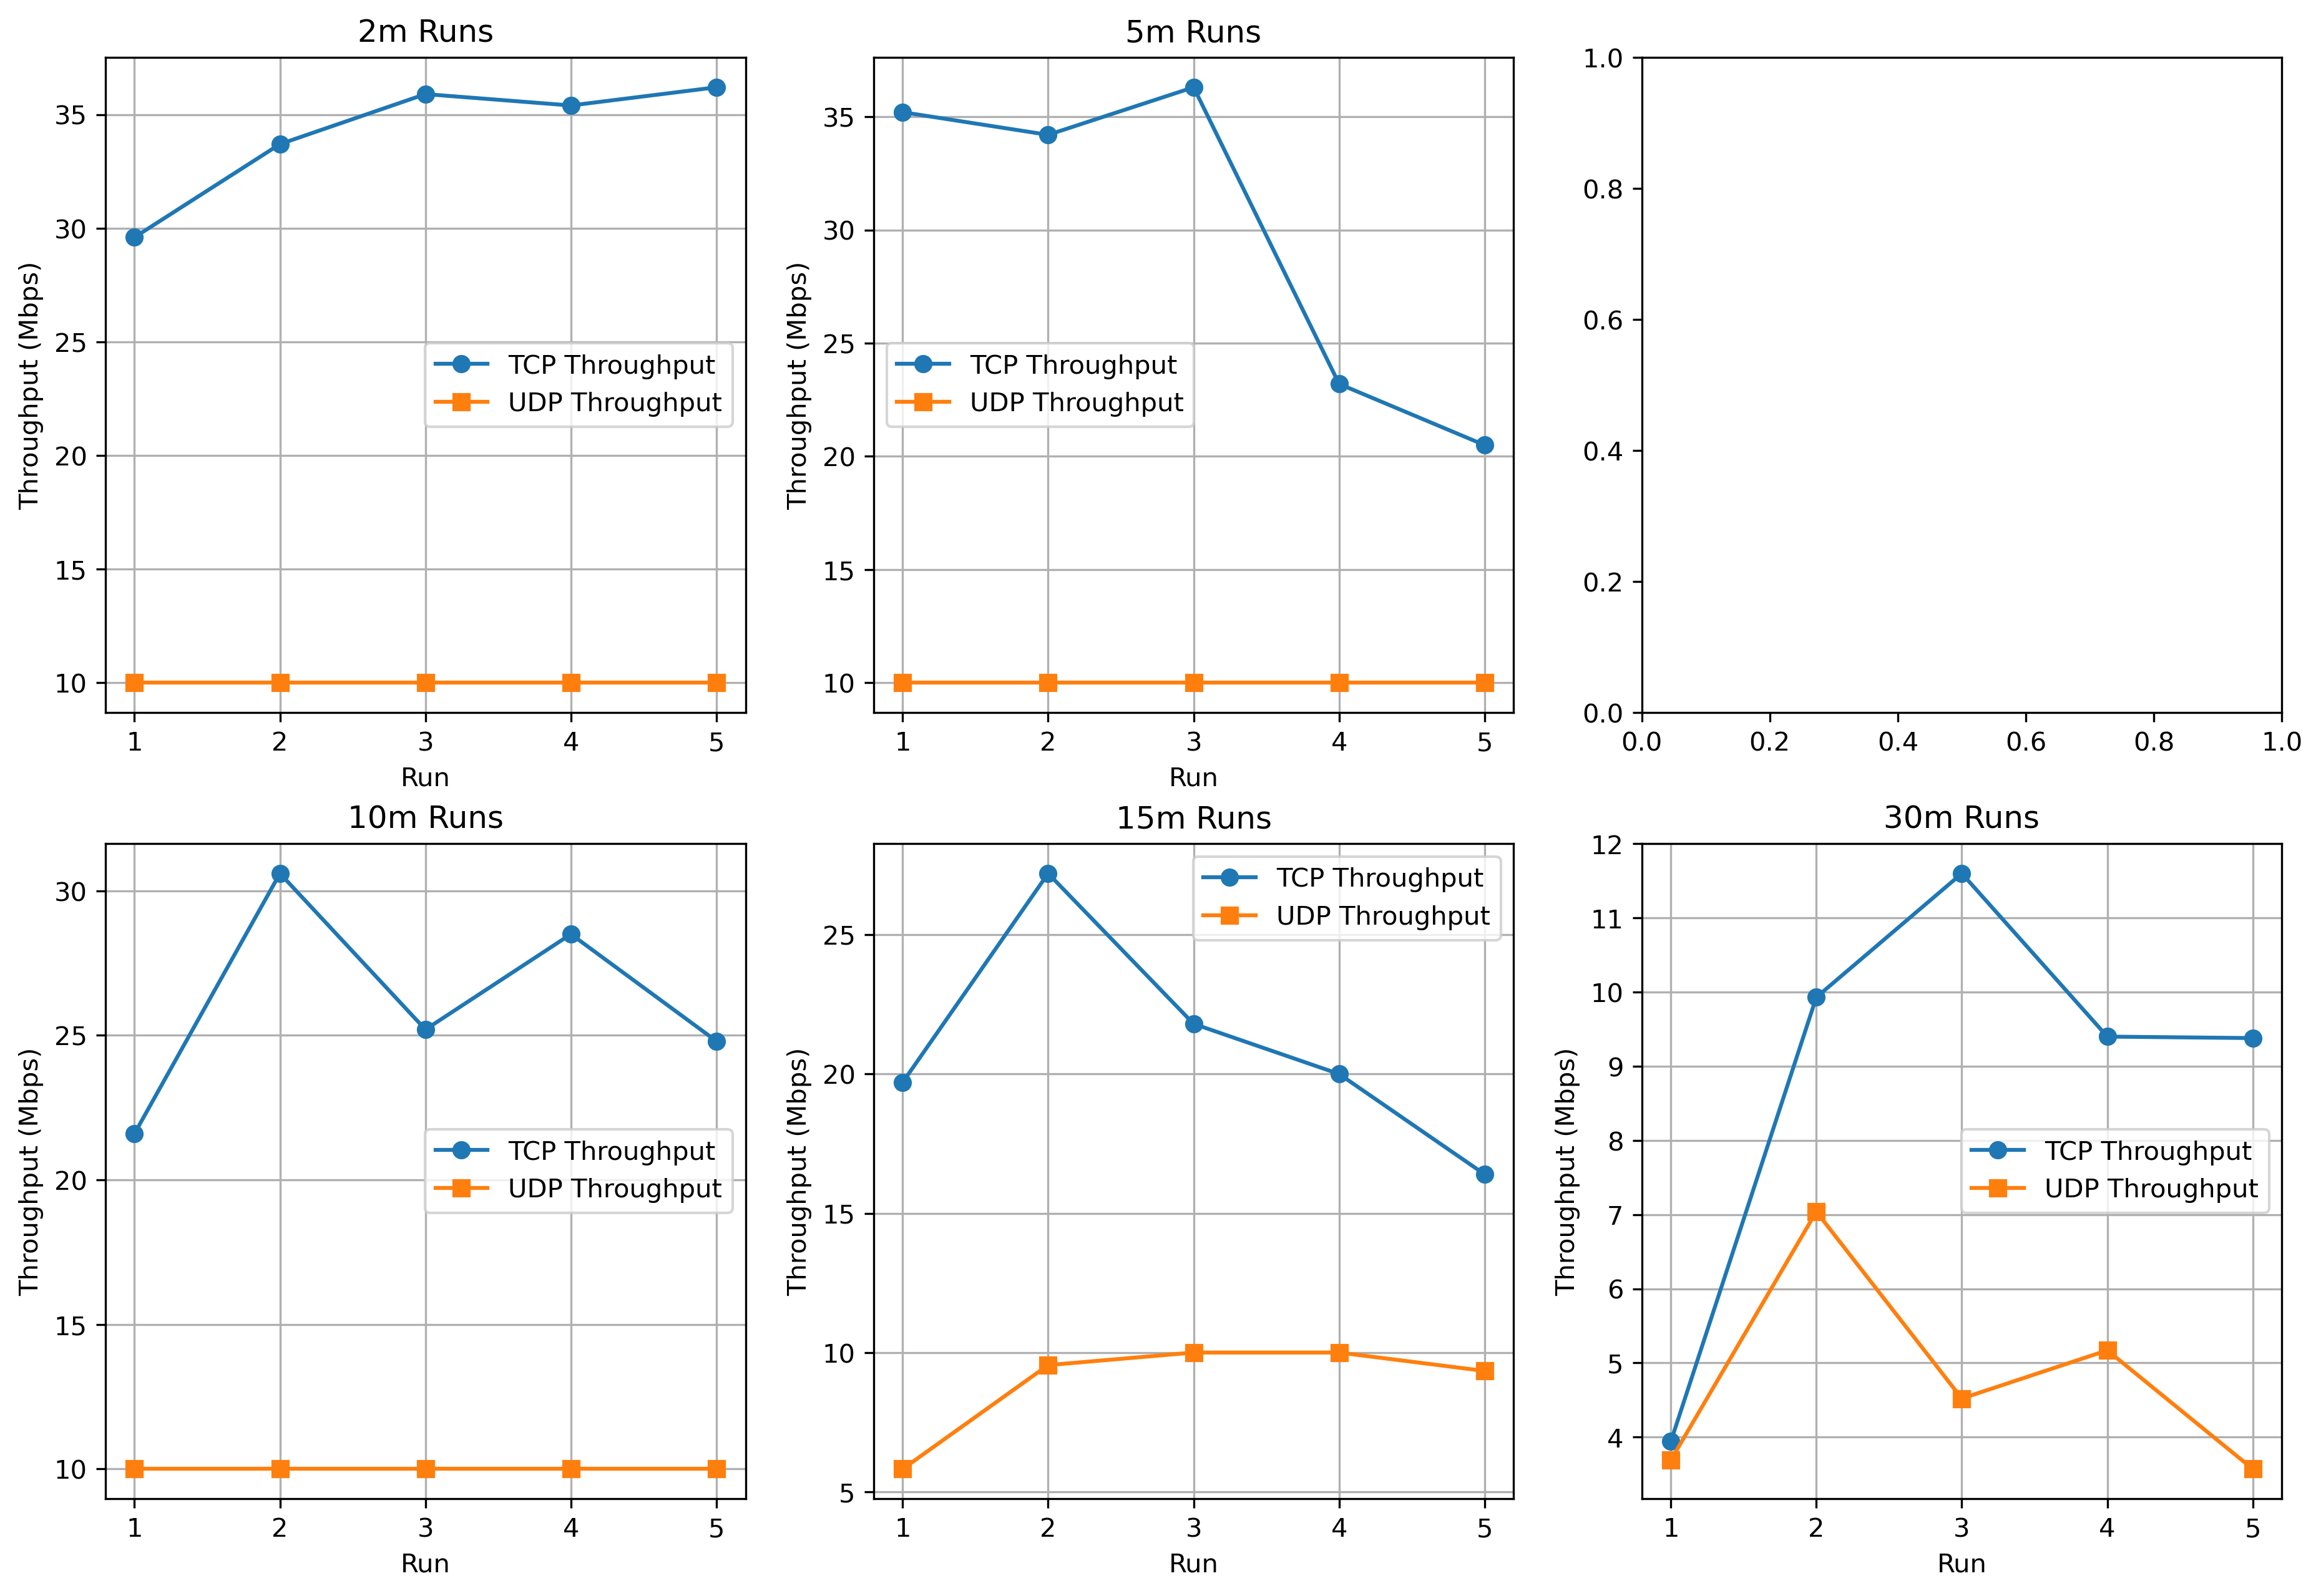 2m Runs
Throughput (Mbps)
35
30
25
20
15
10
TCP Throughput
UDP Throughput
1 2 3 4 5
Run
5m Runs
Throughput (Mbps)
35
30
25
20
15
10
TCP Throughput
UDP Throughput
1 2 3 4 5
Run
1.0
0.8
0.6
0.4
0.2
0.0
0.0 0.2 0.4 0.6 0.8 1.0
10m Runs
Throughput (Mbps)
30
25
20
15
10
TCP Throughput
UDP Throughput
1 2 3 4 5
Run
15m Runs
Throughput (Mbps)
25
20
15
10
5
TCP Throughput
UDP Throughput
1 2 3 4 5
Run
30m Runs
Throughput (Mbps)
12
11
10
9
8
7
6
5
4
TCP Throughput
UDP Throughput
1 2 3 4 5
Run